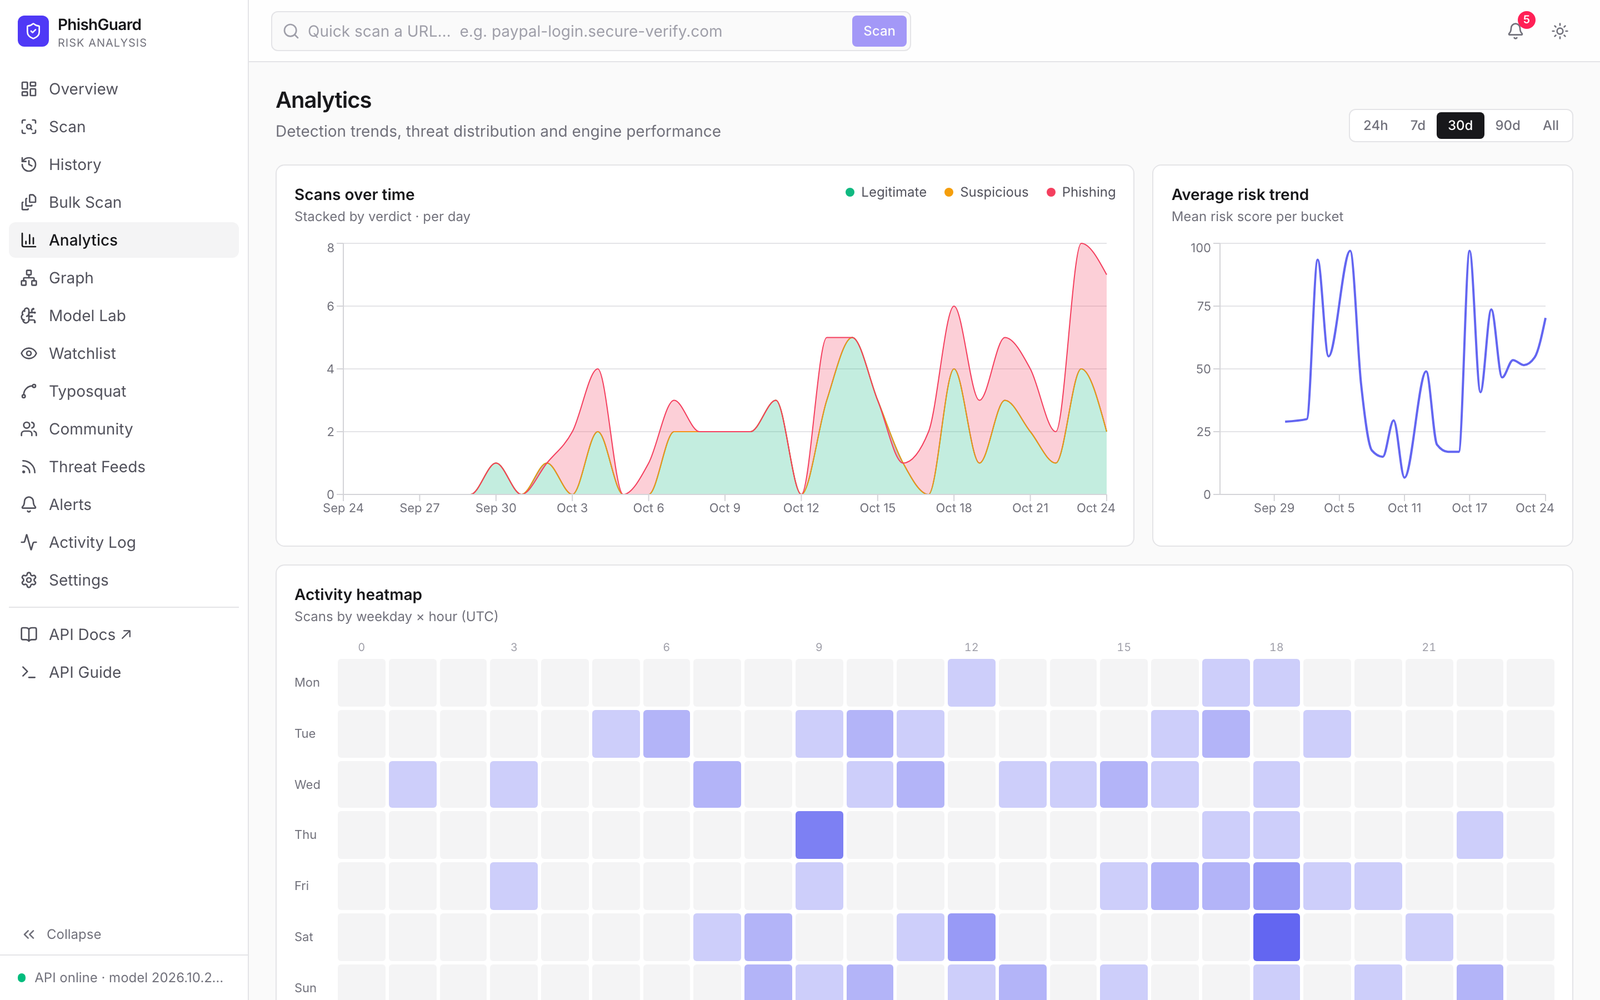 PhishGuard
RISK ANALYSIS
Overview
Scan
History
Bulk Scan
Analytics
Graph
Model Lab
Watchlist
Typosquat
Community
Threat Feeds
Alerts
Activity Log
Settings
API Docs
API Guide
Collapse
API online · model 2026.10.2...
Quick scan a URL... e.g. paypal-login.secure-verify.com
Scan
5
Analytics
Detection trends, threat distribution and engine performance
24h 7d 30d 90d All
Scans over time
Stacked by verdict · per day
Legitimate Suspicious Phishing
8
6
4
2
0
Sep 24 Sep 27 Sep 30 Oct 3 Oct 6 Oct 9 Oct 12 Oct 15 Oct 18 Oct 21 Oct 24
Average risk trend
Mean risk score per bucket
100
75
50
25
0
Sep 29 Oct 5 Oct 11 Oct 17 Oct 24
Activity heatmap
Scans by weekday × hour (UTC)
0 3 6 9 12 15 18 21
Mon
Tue
Wed
Thu
Fri
Sat
Sun